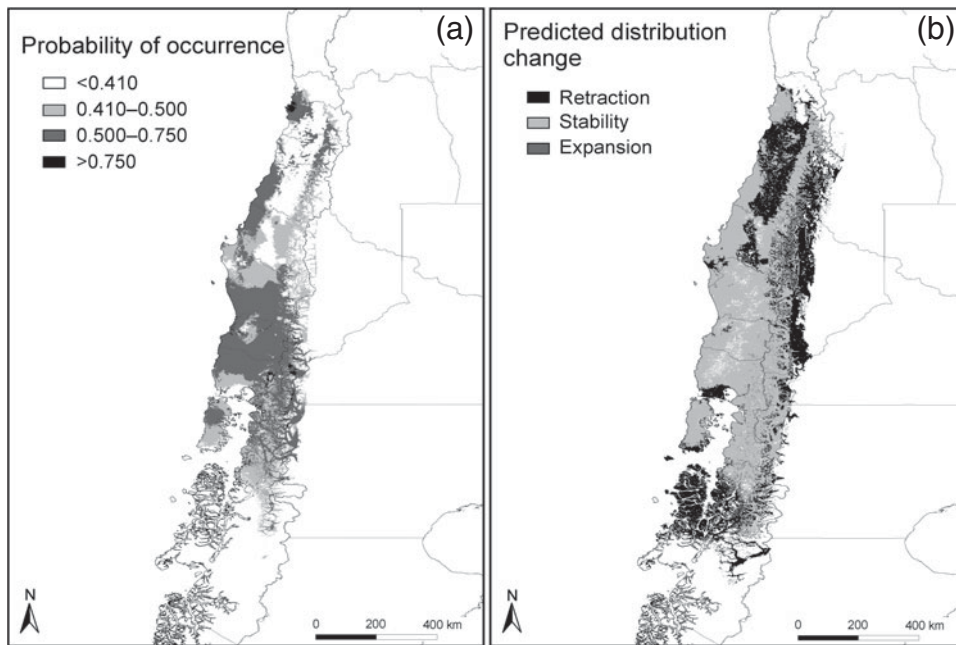 (a)
Probability of occurrence
<0.410
0.410–0.500
0.500–0.750
>0.750
N
0 200 400 km
(b)
Predicted distribution
change
Retraction
Stability
Expansion
N
0 200 400 km